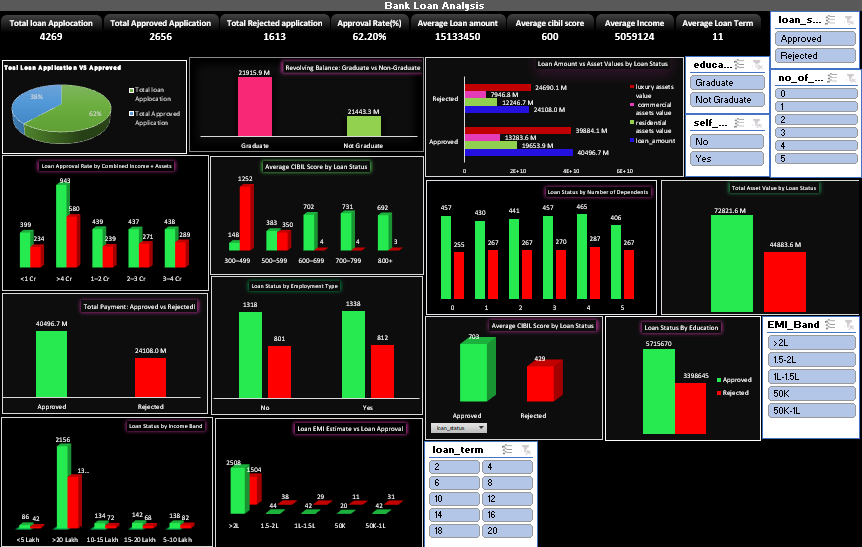 Bank Loan Analysis
Total loan Application
4269
Total Approved Application
2656
Total Rejected application
1613
Approval Rate(%)
62.20%
Average Loan amount
15133450
Average cibil score
600
Average Income
5059124
Average Loan Term
11
loan_s...
Approved
Rejected
Toal Loan Application VS Approved
38%
62%
Total loan Applocation
Total Approved Application
Revolving Balance: Graduate vs Non-Graduate
21915.9 M
21443.3 M
Graduate
Not Graduate
Loan Amount vs Asset Values by Loan Status
Rejected
24690.1 M
7946.8 M
12246.7 M
24108.0 M
Approved
39884.1 M
13283.6 M
19653.9 M
40496.7 M
0
2E+10
4E+10
6E+10
luxury assets value
commercial assets value
residential assets value
loan_amount
educa...
Graduate
Not Graduate
self_...
No
Yes
no_of_...
0
1
2
3
4
5
Loan Approval Rate by Combined Income + Assets
399
234
943
580
439
239
437
271
438
289
<1 Cr
>4 Cr
1–2 Cr
2–3 Cr
3–4 Cr
Average CIBIL Score by Loan Status
148
1252
383
350
702
4
731
4
692
3
300–499
500–599
600–699
700–799
800+
Loan Status by Number of Dependents
457
255
430
267
441
267
457
270
465
287
406
267
0
1
2
3
4
5
Total Asset Value by Loan Status
72821.6 M
44883.6 M
Total Payment: Approved vs Rejected!
40496.7 M
24108.0 M
Approved
Rejected
Loan Status by Employment Type
1318
801
1338
812
No
Yes
Average CIBIL Score by Loan Status
703
429
Approved
Rejected
loan_status
Loan Status By Education
5715670
3398645
Approved
Rejected
EMI_Band
>2L
1.5-2L
1L-1.5L
50K
50K-1L
Loan Status by Income Band
86
42
2156
13...
134
72
142
68
138
82
<5 Lakh
>20 Lakh
10-15 Lakh
15-20 Lakh
5-10 Lakh
Loan EMI Estimate vs Loan Approval
2508
1504
44
38
42
29
20
11
42
31
>2L
1.5-2L
1L-1.5L
50K
50K-1L
loan_term
2
4
6
8
10
12
14
16
18
20